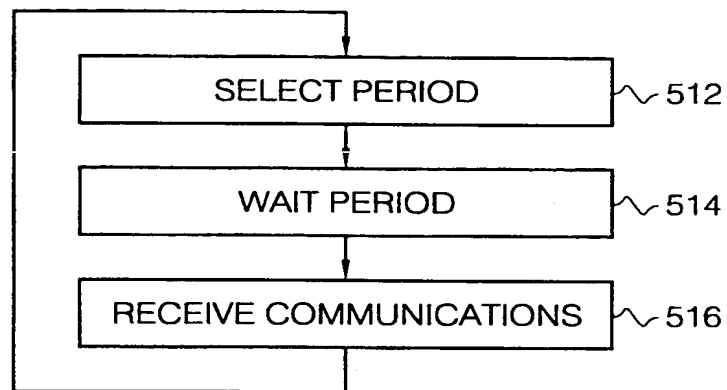 SELECT PERIOD 512
WAIT PERIOD 514
RECEIVE COMMUNICATIONS 516